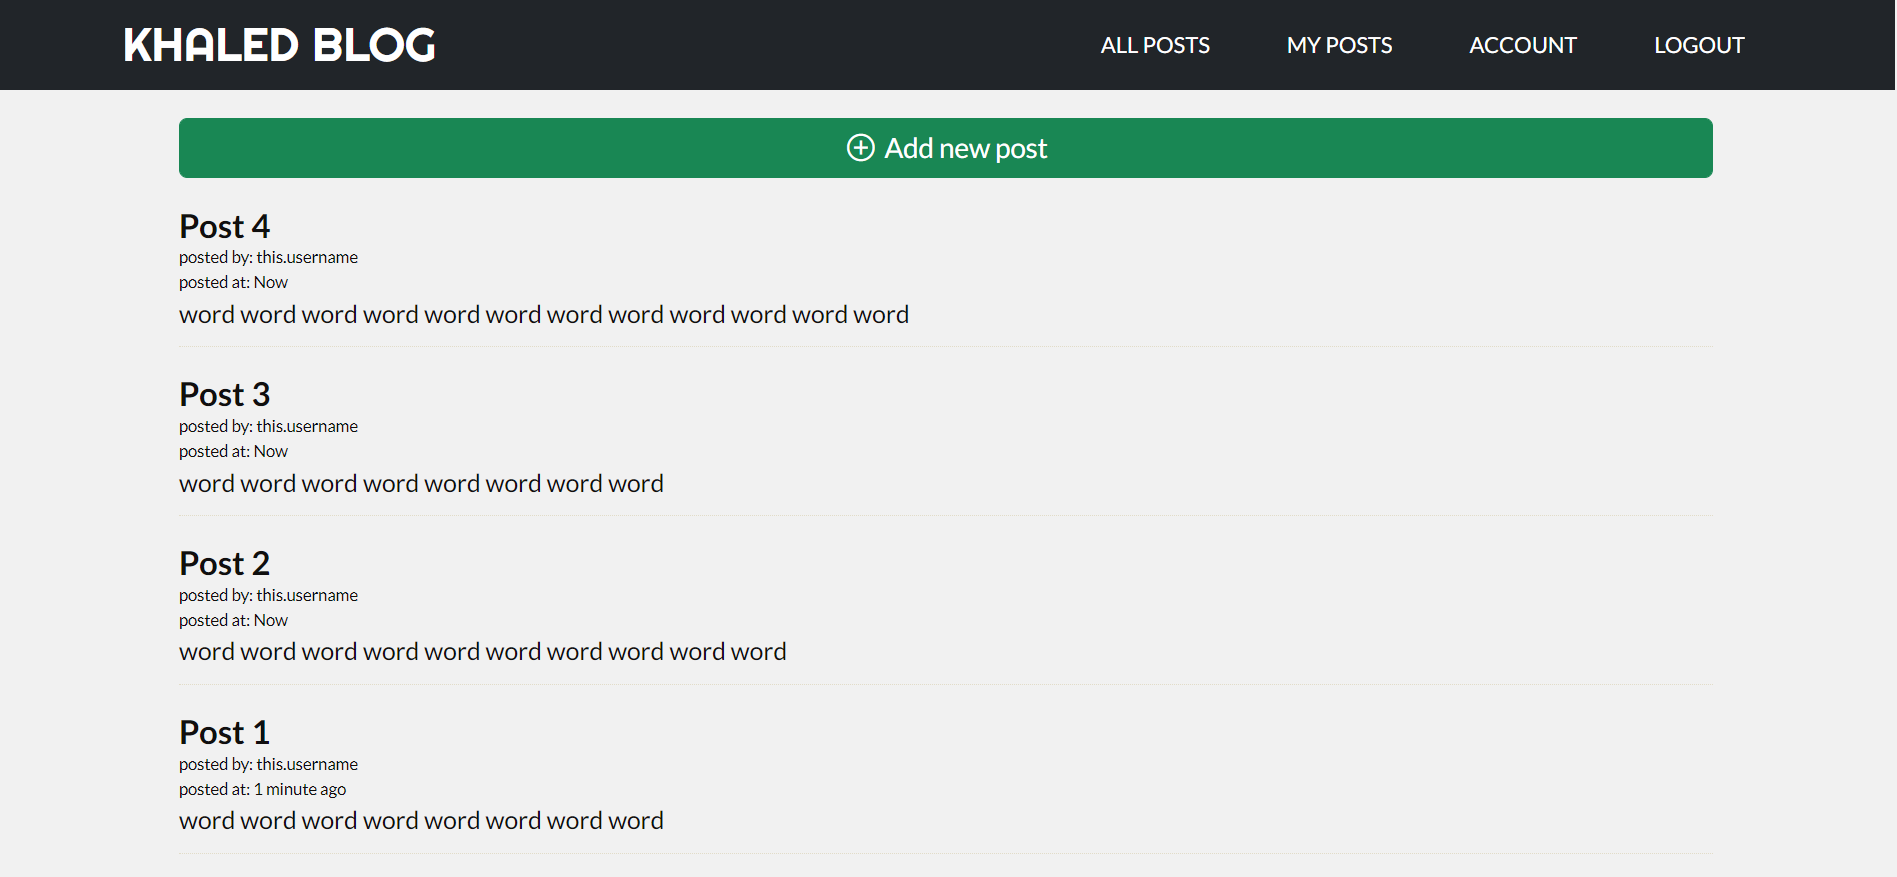 KHALED BLOG
ALL POSTS
MY POSTS
ACCOUNT
LOGOUT
Add new post
Post 4
posted by: this.username
posted at: Now
word word word word word word word word word word word word
Post 3
posted by: this.username
posted at: Now
word word word word word word word word
Post 2
posted by: this.username
posted at: Now
word word word word word word word word word word
Post 1
posted by: this.username
posted at: 1 minute ago
word word word word word word word word